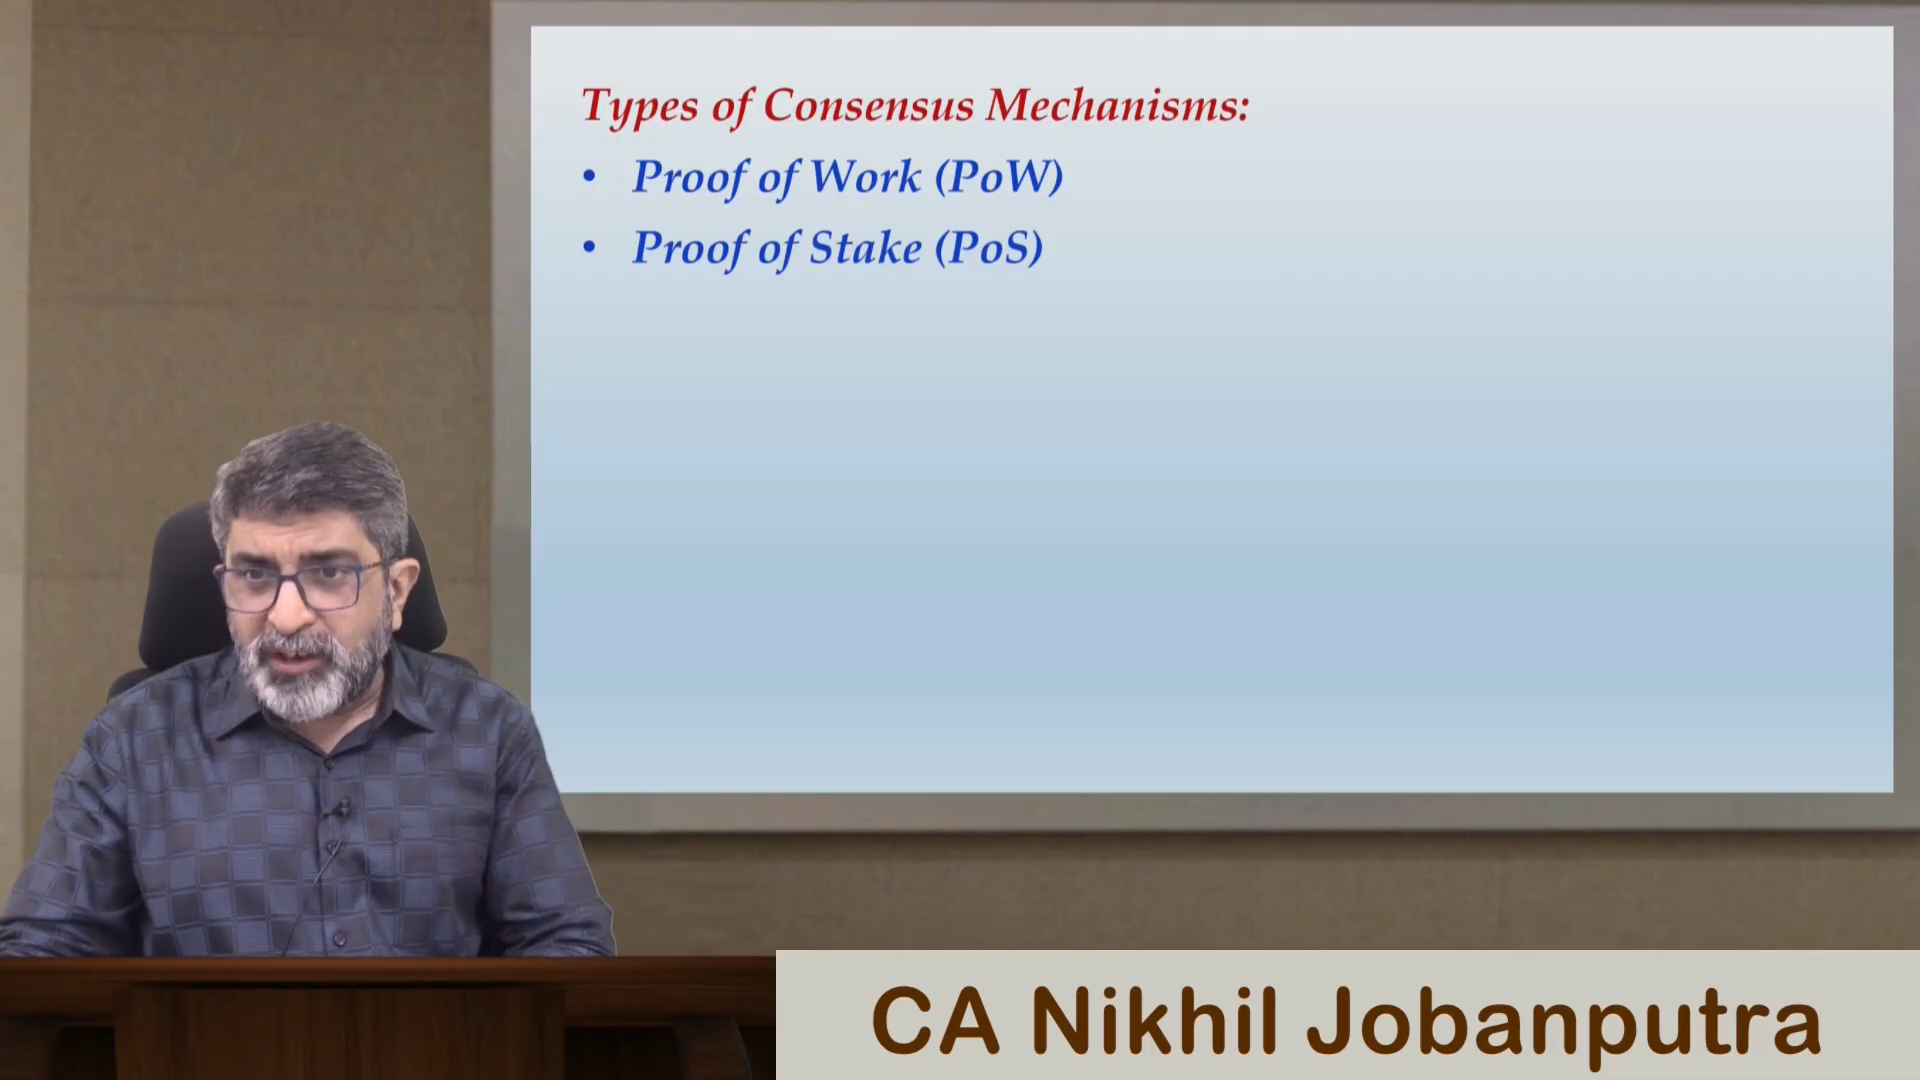 Types of Consensus Mechanisms:
• Proof of Work (PoW)
• Proof of Stake (PoS)
CA Nikhil Jobanputra